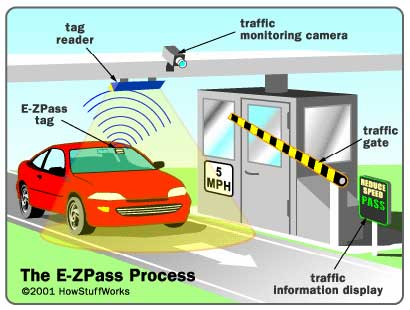 tag
reader
traffic
monitoring camera
E-ZPass
tag
traffic
gate
5
MPH
REDUCE
SPEED
PASS
traffic
information display
The E-ZPass Process
©2001 HowStuffWorks